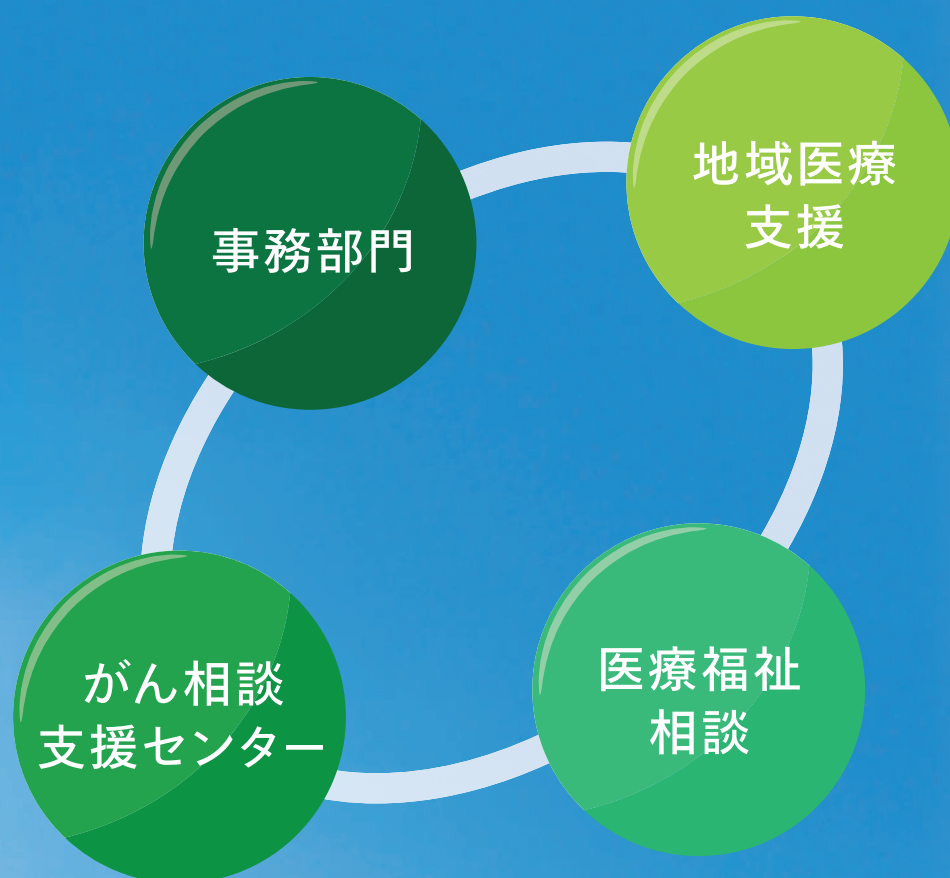 地域医療
支援
事務部門
医療福祉
相談
がん相談
支援センター